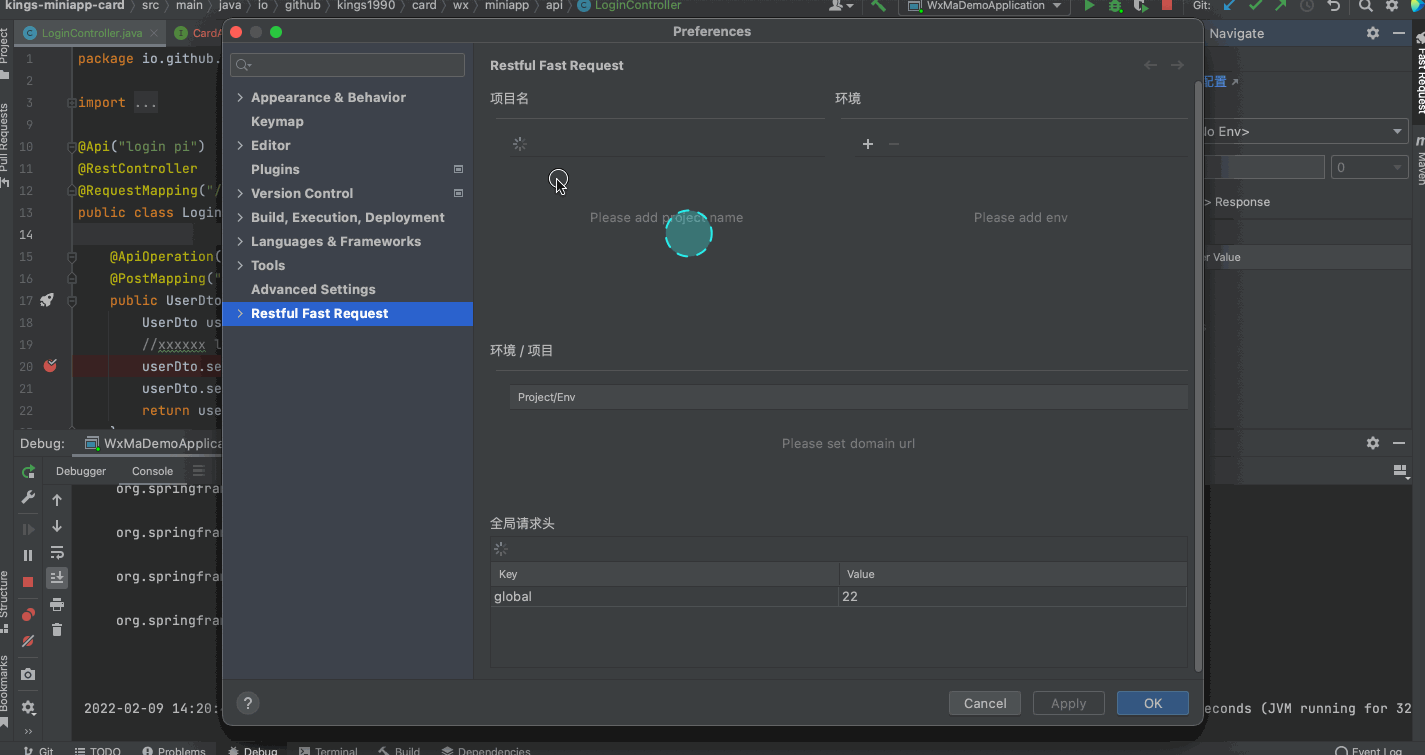 kings-miniapp-card > src > main > java > io > github > kings1990 > card > wx > miniapp > api > LoginController
WxMaDemoApplication
Git:
LoginController.java
CardA
Preferences
Navigate
Project
Pull Requests
Structure
Bookmarks
1 package io.github.
2
3 import ...
9
10 @Api("login pi")
11 @RestController
12 @RequestMapping("/
13 public class Login
14
15 @ApiOperation(
16 @PostMapping("
17 public UserDto
18 UserDto us
19 //xxxxxx l
20 userDto.se
21 userDto.se
22 return use
Appearance & Behavior
Keymap
Editor
Plugins
Version Control
Build, Execution, Deployment
Languages & Frameworks
Tools
Advanced Settings
Restful Fast Request
Restful Fast Request
项目名
环境
Please add project name
Please add env
环境 / 项目
Project/Env
Please set domain url
全局请求头
Key Value
global 22
?
Cancel
Apply
OK
配置
No Env>
0
> Response
r Value
Fast Request
Maven
Debug:
WxMaDemoApplica
Debugger
Console
org.springfra
org.springfra
org.springfra
org.springfra
2022-02-09 14:20:
econds (JVM running for 32
Git
TODO
Problems
Debug
Terminal
Build
Dependencies
Event Log